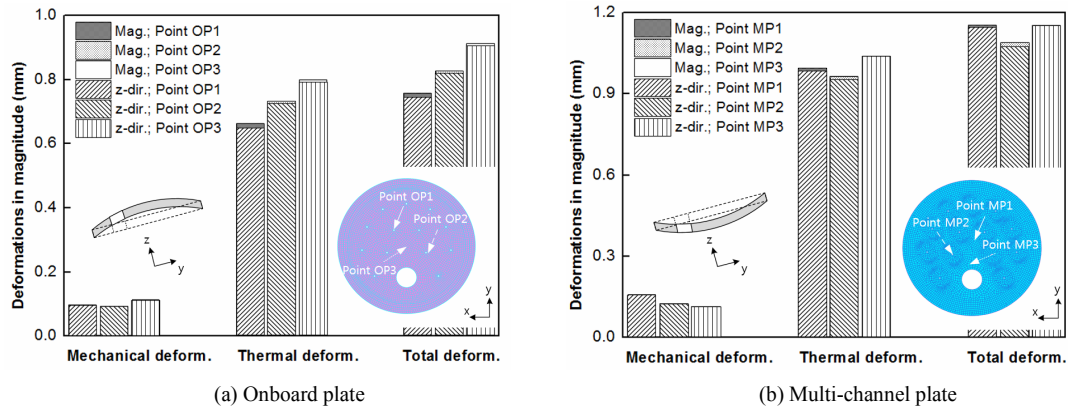 (a)
Deformations in magnitude (mm)
1.0
0.8
0.6
0.4
0.2
0.0
Mag.; Point OP1
Mag.; Point OP2
Mag.; Point OP3
z-dir.; Point OP1
z-dir.; Point OP2
z-dir.; Point OP3
z
y
Point OP1
Point OP2
Point OP3
y
x
Mechanical deform. Thermal deform. Total deform.
(a) Onboard plate
(b)
Deformations in magnitude (mm)
1.2
0.9
0.6
0.3
0.0
Mag.; Point MP1
Mag.; Point MP2
Mag.; Point MP3
z-dir.; Point MP1
z-dir.; Point MP2
z-dir.; Point MP3
z
y
Point MP1
Point MP2
Point MP3
y
x
Mechanical deform. Thermal deform. Total deform.
(b) Multi-channel plate